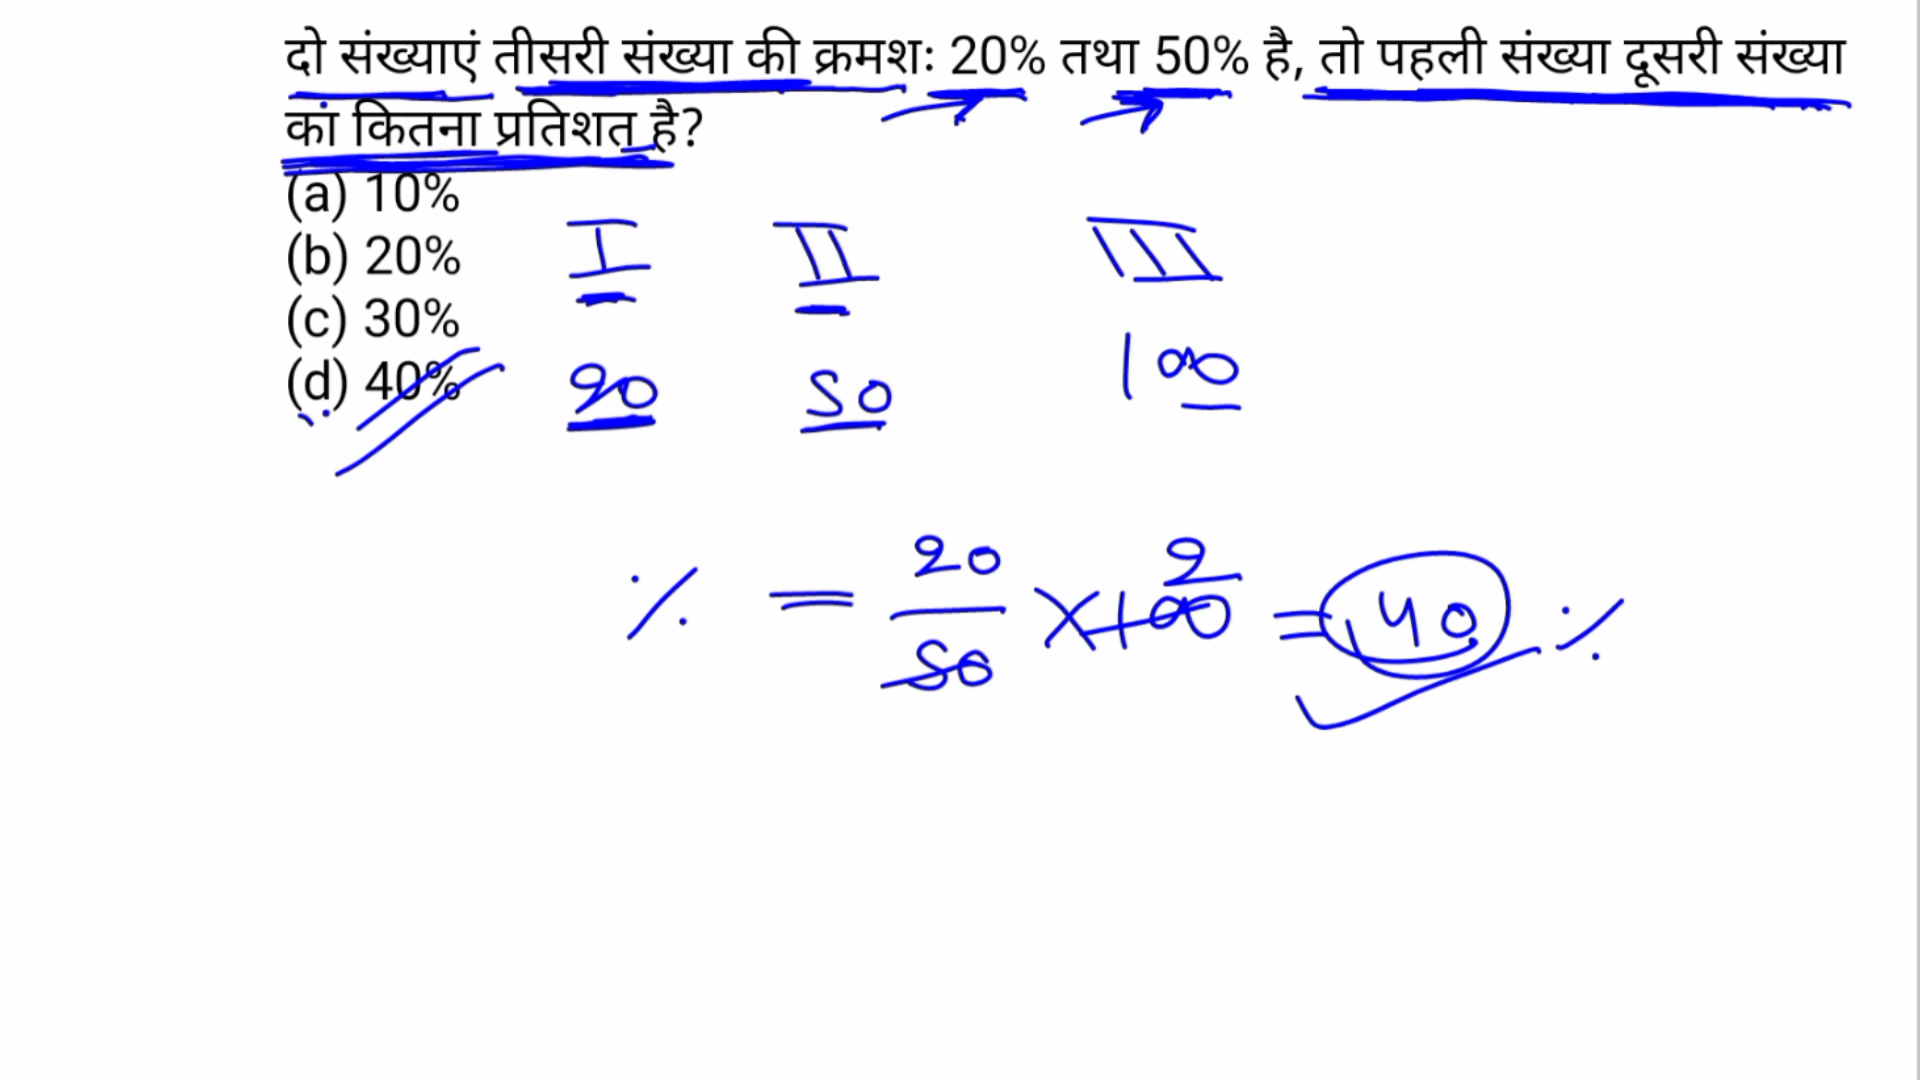 दो संख्याएं तीसरी संख्या की क्रमशः 20% तथा 50% है, तो पहली संख्या दूसरी संख्या
का कितना प्रतिशत है?
(a) 10%
(b) 20%
(c) 30%
(d) 40%
I II III
20 50 100
% = 20/50 × 100 2 = 40 %